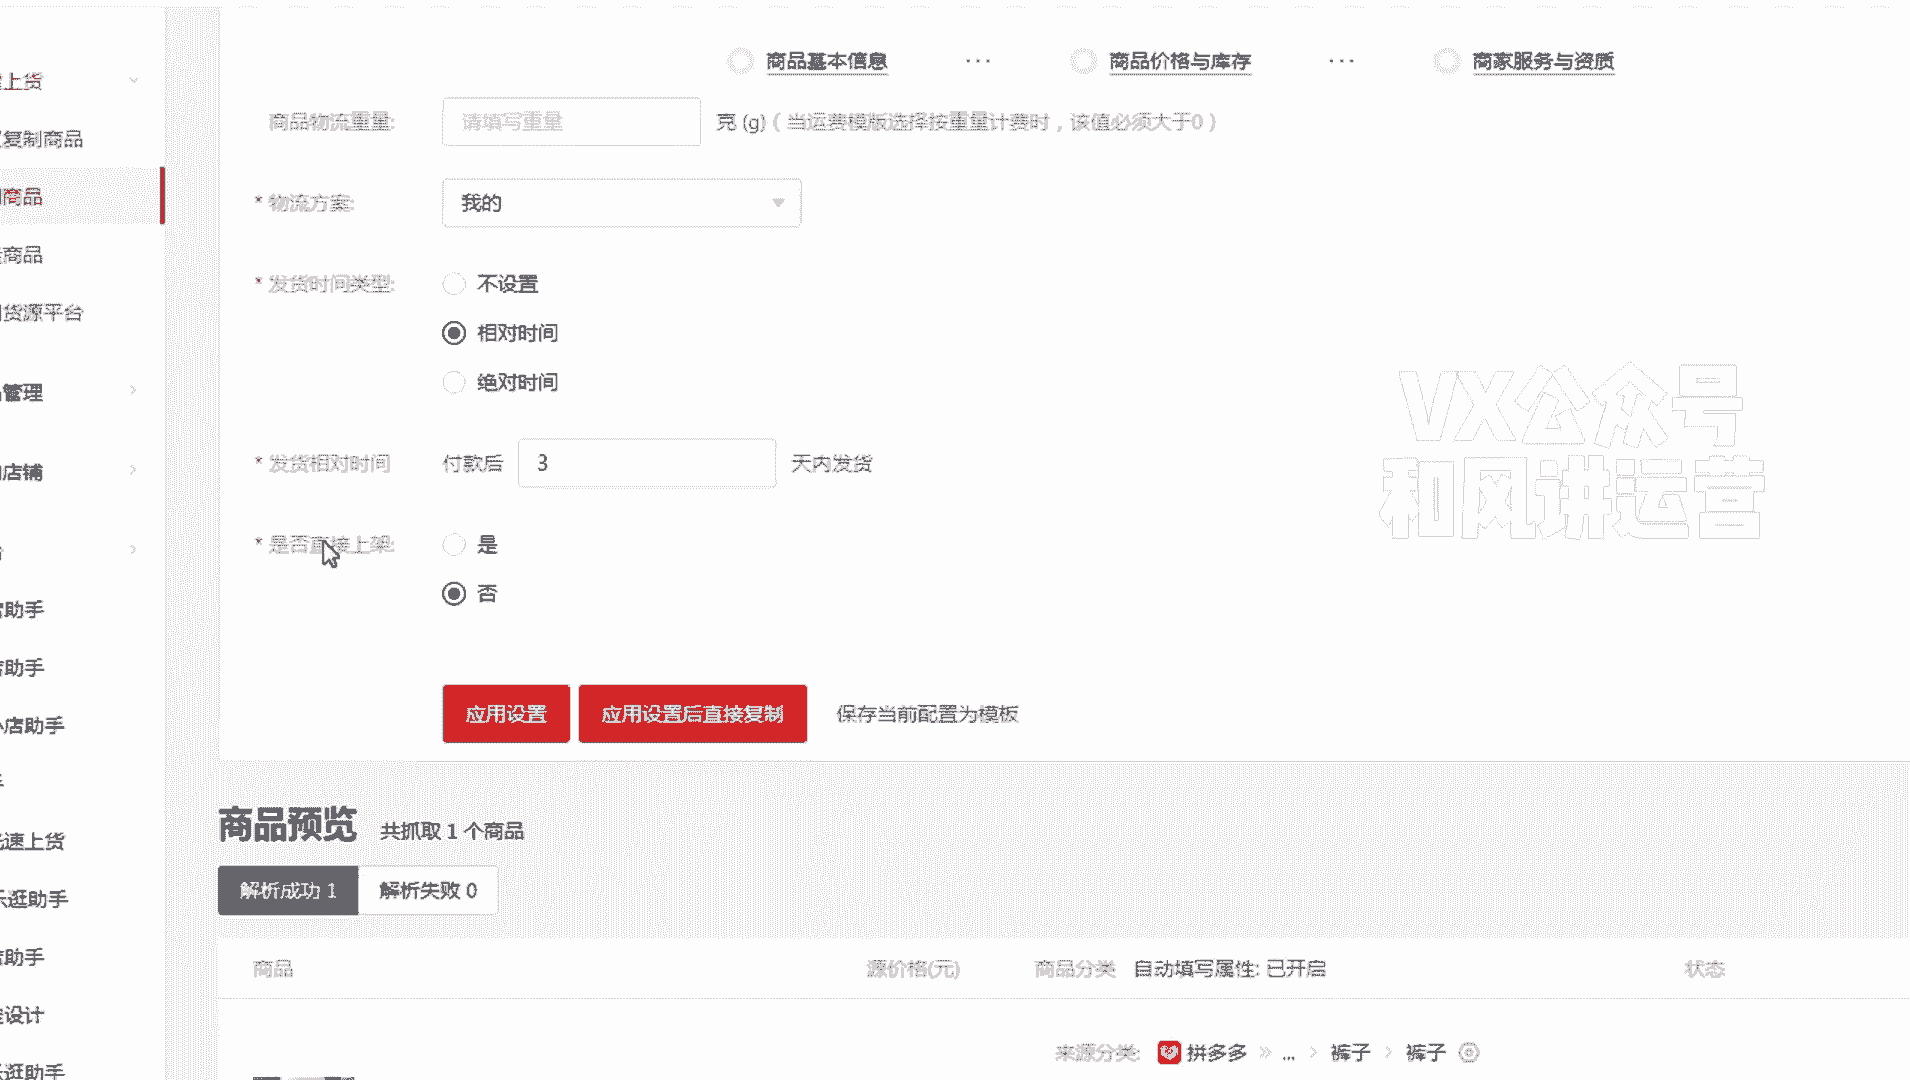 商品基本信息 ... 商品价格与库存 ... 商家服务与资质
上货
复制商品
商品
商品
货源平台
管理
店铺
助手
助手
店助手
速上货
逛助手
助手
设计
逛助手
商品物流重量: 请填写重量 克 (g) ( 当运费模版选择按重量计费时，该值必须大于0 )
* 物流方案: 我的
* 发货时间类型: 不设置
相对时间
绝对时间
* 发货相对时间 付款后 3 天内发货
* 是否直接上架: 是
否
应用设置 应用设置后直接复制 保存当前配置为模板
VX公众号
和风讲运营
商品预览 共抓取 1 个商品
解析成功 1 解析失败 0
商品 源价格(元) 商品分类 自动填写属性: 已开启 状态
来源分类: 拼多多 » ... > 裤子 > 裤子